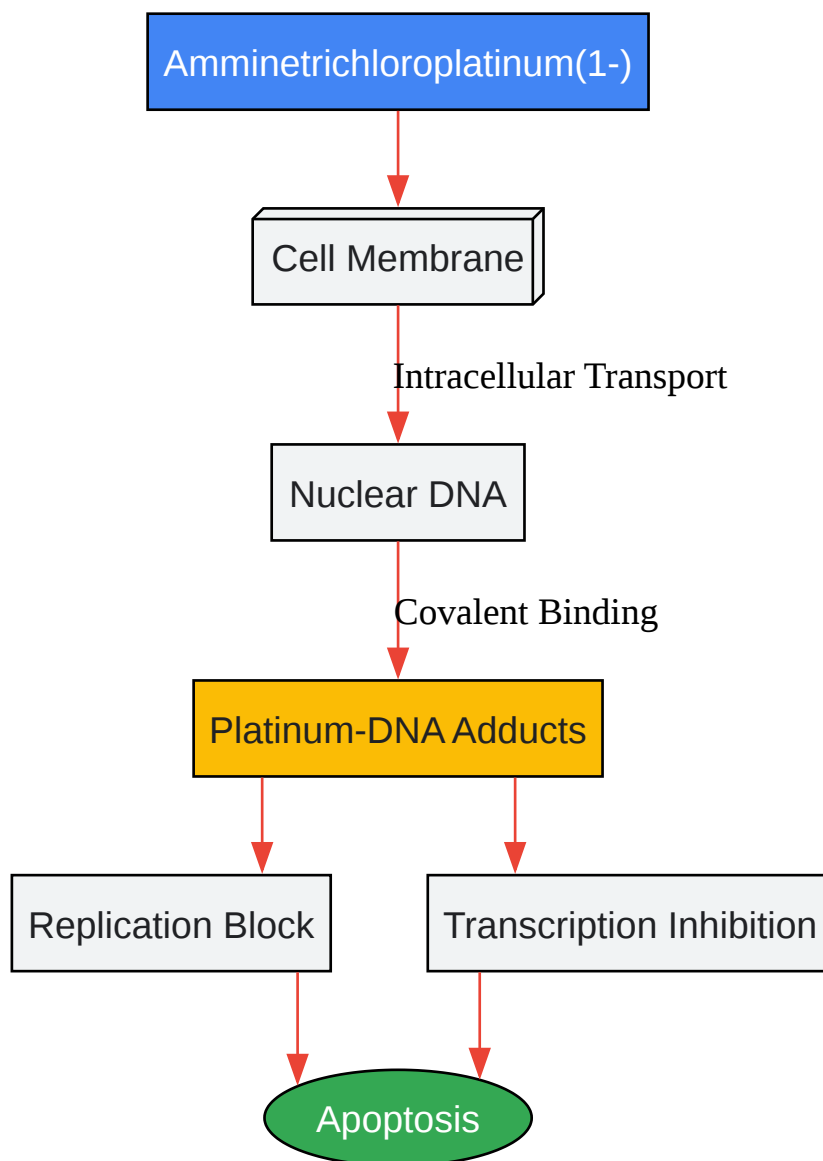 Amminetrichloroplatinum(1-)
Cell Membrane
Intracellular Transport
Nuclear DNA
Covalent Binding
Platinum-DNA Adducts
Replication Block
Transcription Inhibition
Apoptosis